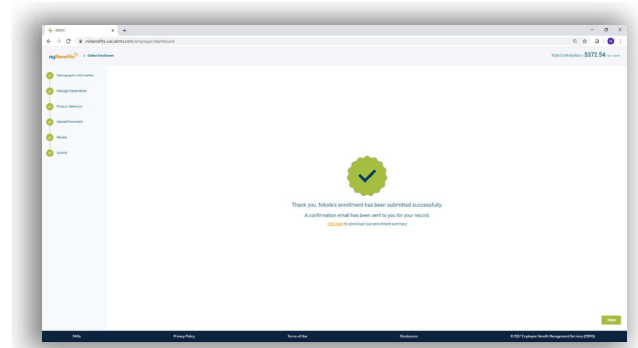 EBMS
mibenefits-uat.ebms.com/employee/dashboard
N
myBenefits
Online Enrollment
Total Contribution - $372.54
Demographic Information
Manage Dependents
Product Selection
Upload Document
Review
Submit
Thank you. Nikole's enrollment has been submitted successfully.
A confirmation email has been sent to you for your record.
Click here to download your enrollment summary
FAQs
Privacy Policy
Terms of Use
Disclosures
Employee Benefit Management Services (EBMS)